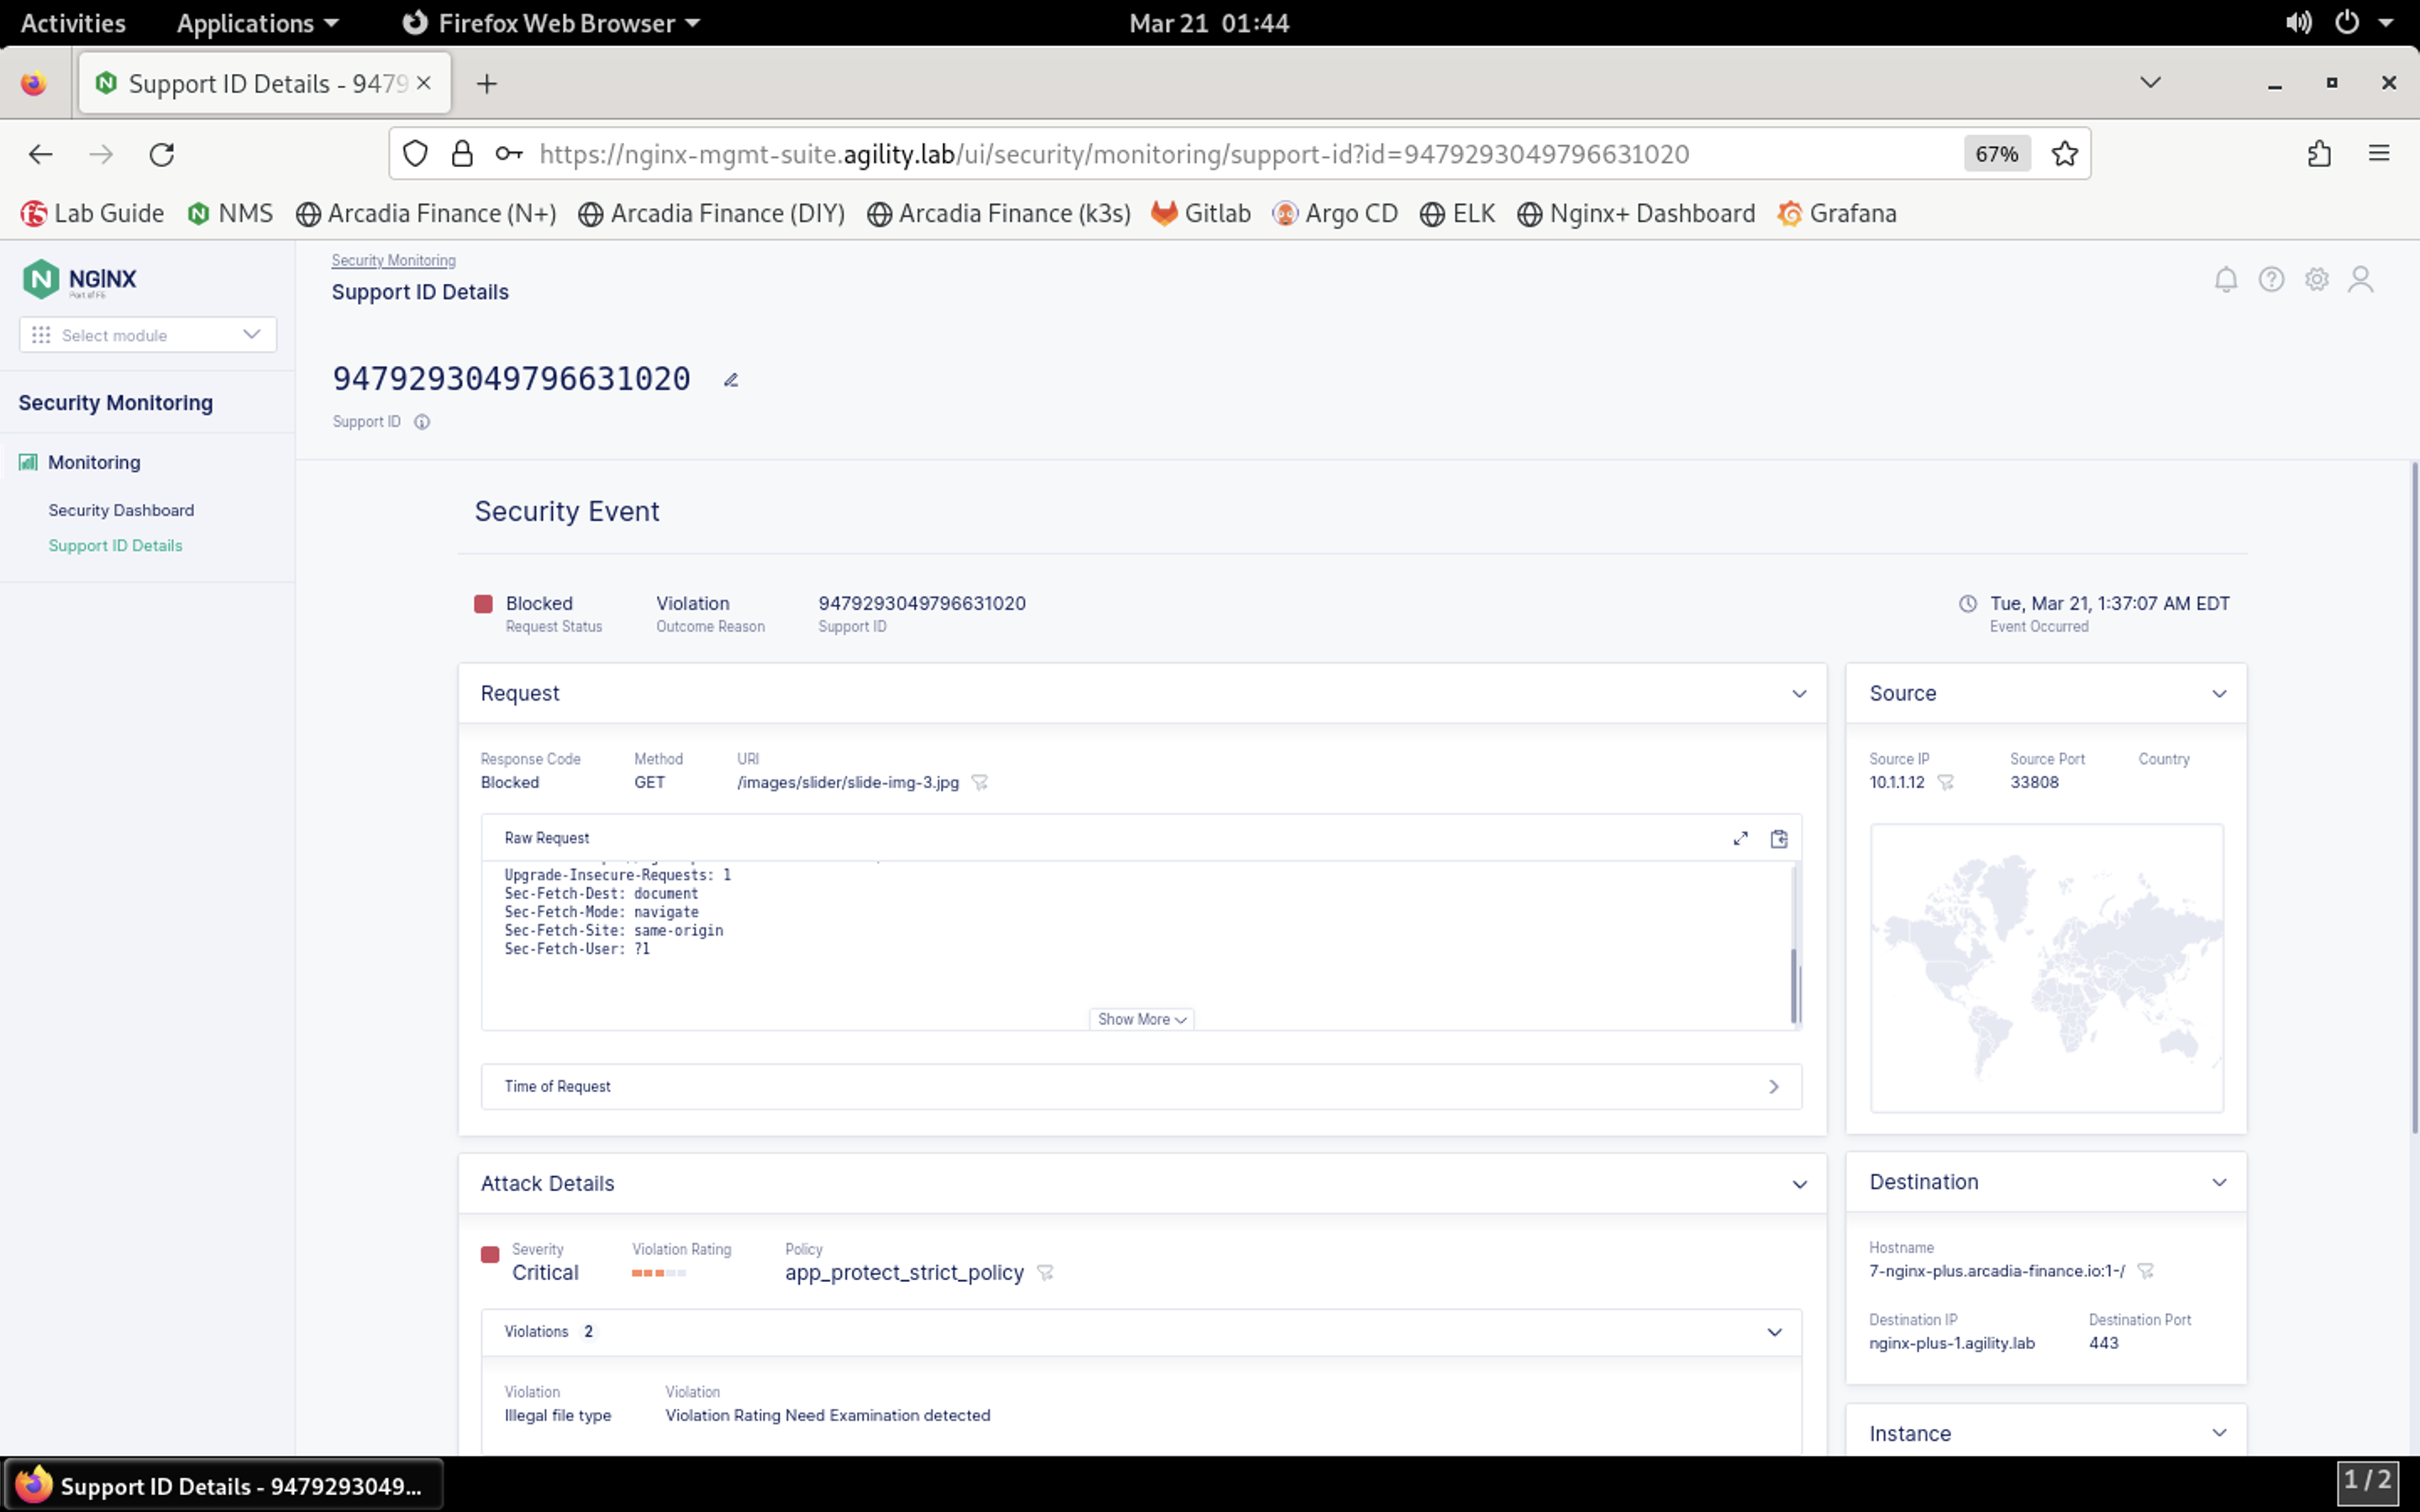 Activities Applications Firefox Web Browser Mar 21 01:44
Support ID Details - 9479
https://nginx-mgmt-suite.agility.lab/ui/security/monitoring/support-id?id=9479293049796631020 67%
Lab Guide NMS Arcadia Finance (N+) Arcadia Finance (DIY) Arcadia Finance (k3s) Gitlab Argo CD ELK Nginx+ Dashboard Grafana
NGINX
Part of F5
Select module
Security Monitoring
Monitoring
Security Dashboard
Support ID Details
Security Monitoring
Support ID Details
9479293049796631020
Support ID
Security Event
Blocked Violation 9479293049796631020 Tue, Mar 21, 1:37:07 AM EDT
Request Status Outcome Reason Support ID Event Occurred
Request
Response Code Method URI
Blocked GET /images/slider/slide-img-3.jpg
Raw Request
Upgrade-Insecure-Requests: 1
Sec-Fetch-Dest: document
Sec-Fetch-Mode: navigate
Sec-Fetch-Site: same-origin
Sec-Fetch-User: ?1
Show More
Time of Request
Source
Source IP Source Port Country
10.1.1.12 33808
Attack Details
Severity Violation Rating Policy
Critical app_protect_strict_policy
Violations 2
Violation Violation
Illegal file type Violation Rating Need Examination detected
Destination
Hostname
7-nginx-plus.arcadia-finance.io:1-/
Destination IP Destination Port
nginx-plus-1.agility.lab 443
Instance
Support ID Details - 9479293049... 1 / 2